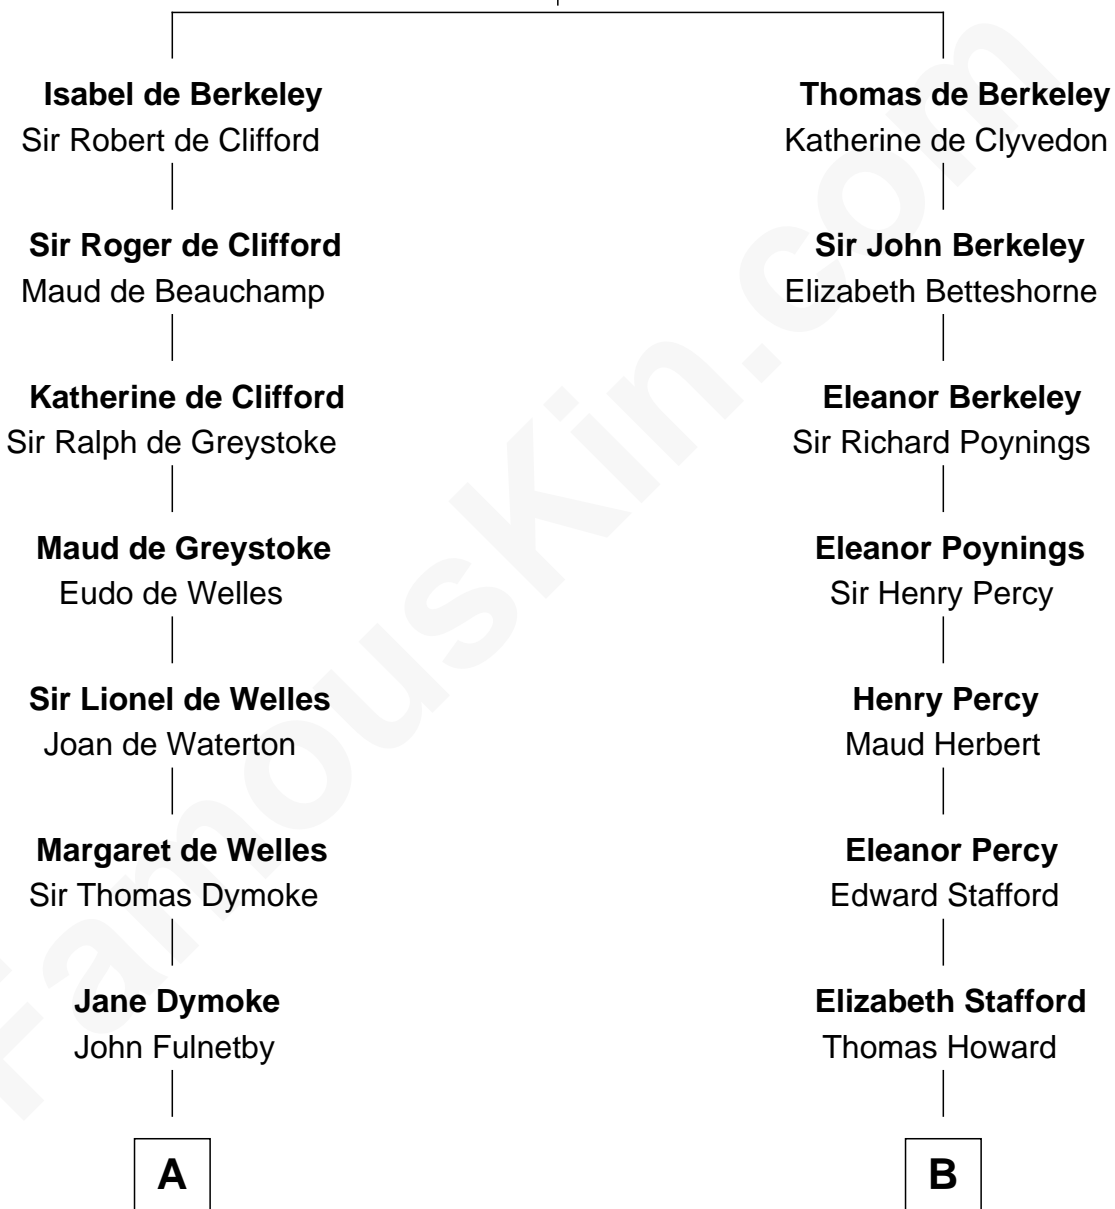 Isabel de Berkeley
Sir Robert de Clifford
Sir Roger de Clifford
Maud de Beauchamp
Katherine de Clifford
Sir Ralph de Greystoke
Maud de Greystoke
Eudo de Welles
Sir Lionel de Welles
Joan de Waterton
Margaret de Welles
Sir Thomas Dymoke
Jane Dymoke
John Fulnetby
A
Thomas de Berkeley
Katherine de Clyvedon
Sir John Berkeley
Elizabeth Betteshorne
Eleanor Berkeley
Sir Richard Poynings
Eleanor Poynings
Sir Henry Percy
Henry Percy
Maud Herbert
Eleanor Percy
Edward Stafford
Elizabeth Stafford
Thomas Howard
B
FamousKin.com